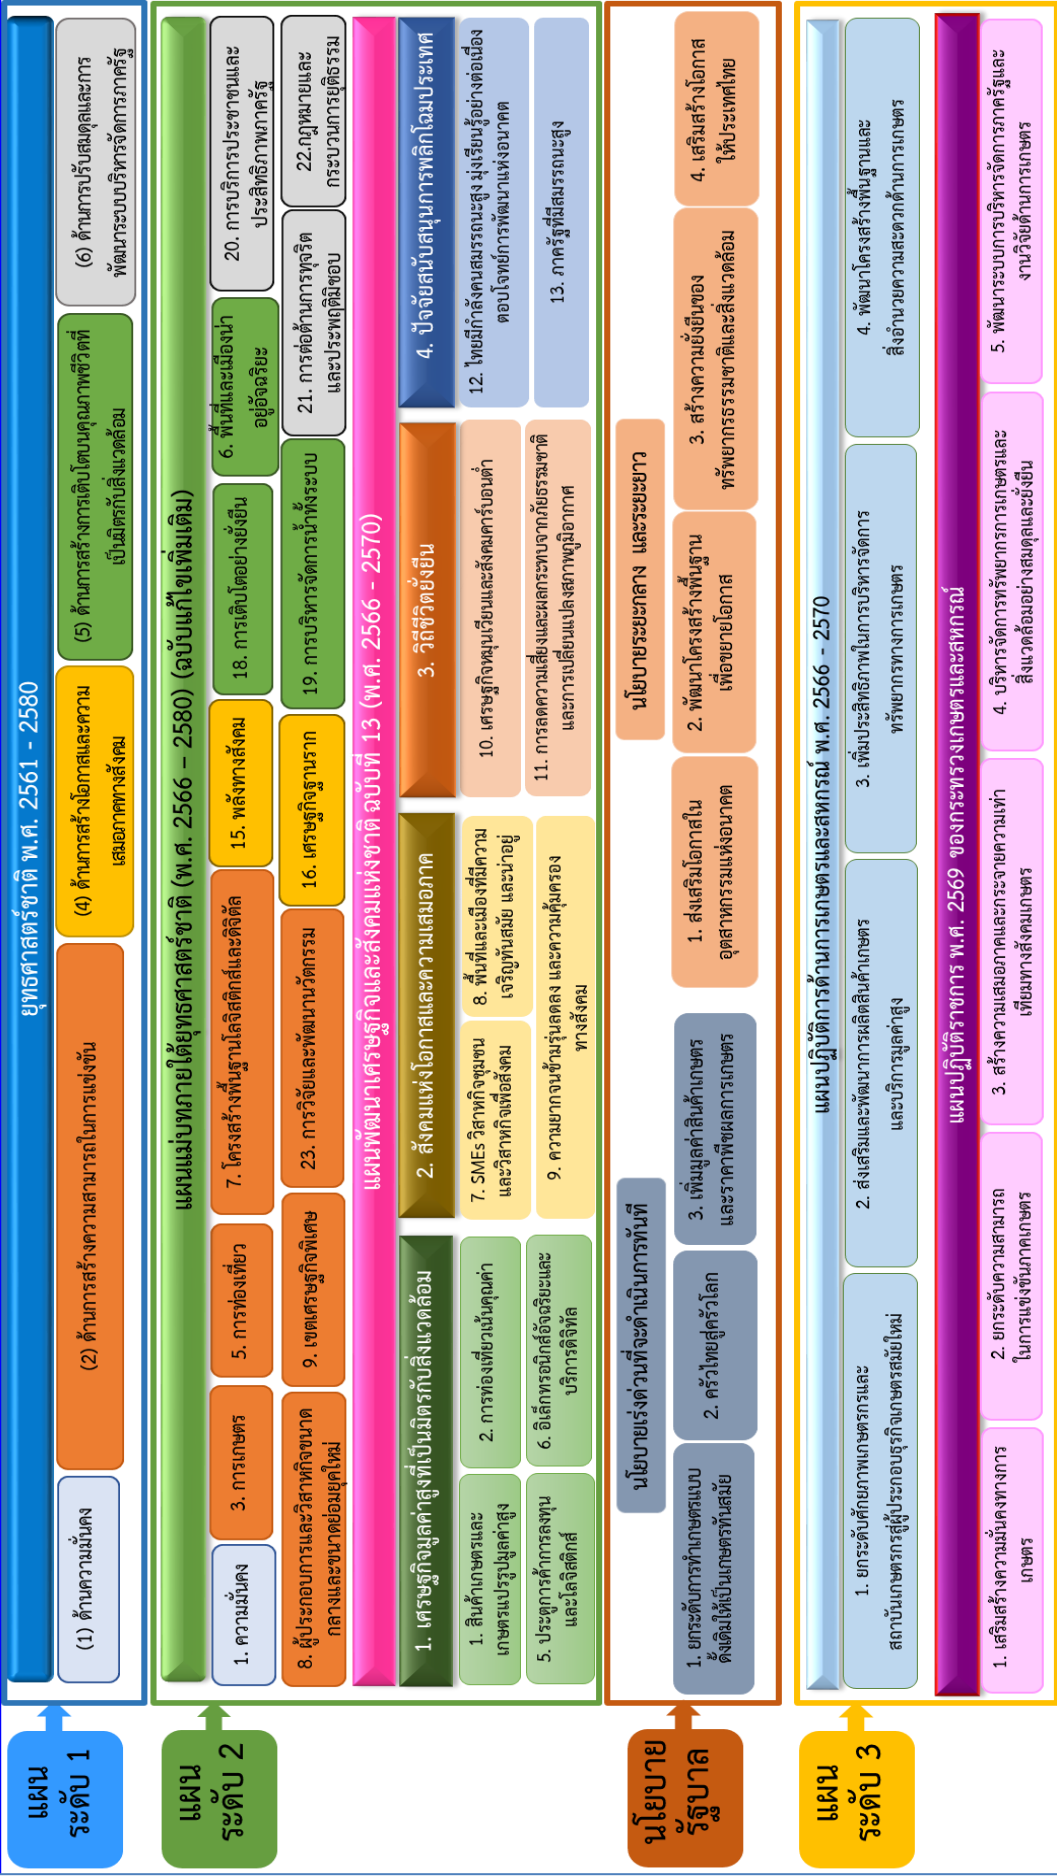 แผน
ระดับ 1
ยุทธศาสตร์ชาติ พ.ศ. 2561 - 2580
(1) ด้านความมั่นคง
(2) ด้านการสร้างความสามารถในการแข่งขัน
(4) ด้านการสร้างโอกาสและความ
เสมอภาคทางสังคม
(5) ด้านการสร้างการเติบโตบนคุณภาพชีวิตที่
เป็นมิตรกับสิ่งแวดล้อม
(6) ด้านการปรับสมดุลและการ
พัฒนาระบบบริหารจัดการภาครัฐ
แผน
ระดับ 2
แผนแม่บทภายใต้ยุทธศาสตร์ชาติ (พ.ศ. 2566 – 2580) (ฉบับแก้ไขเพิ่มเติม)
1. ความมั่นคง
3. การเกษตร
5. การท่องเที่ยว
7. โครงสร้างพื้นฐานโลจิสติกส์และดิจิตัล
15. พลังทางสังคม
18. การเติบโตอย่างยั่งยืน
6. พื้นที่และเมืองน่า
อยู่อัจฉริยะ
20. การบริการประชาชนและ
ประสิทธิภาพภาครัฐ
8. ผู้ประกอบการและวิสาหกิจขนาด
กลางและขนาดย่อมยุคใหม่
9. เขตเศรษฐกิจพิเศษ
23. การวิจัยและพัฒนานวัตกรรม
16. เศรษฐกิจฐานราก
19. การบริหารจัดการน้ำทั้งระบบ
21. การต่อต้านการทุจริต
และประพฤติมิชอบ
22.กฎหมายและ
กระบวนการยุติธรรม
แผนพัฒนาเศรษฐกิจและสังคมแห่งชาติ ฉบับที่ 13 (พ.ศ. 2566 - 2570)
1. เศรษฐกิจมูลค่าสูงที่เป็นมิตรกับสิ่งแวดล้อม
2. สังคมแห่งโอกาสและความเสมอภาค
3. วิถีชีวิตยั่งยืน
4. ปัจจัยสนับสนุนการพลิกโฉมประเทศ
1. สินค้าเกษตรและ
เกษตรแปรรูปมูลค่าสูง
2. การท่องเที่ยวเน้นคุณค่า
7. SMEs วิสาหกิจชุมชน
และวิสาหกิจเพื่อสังคม
8. พื้นที่และเมืองที่มีความ
เจริญทันสมัย และน่าอยู่
10. เศรษฐกิจหมุนเวียนและสังคมคาร์บอนต่ำ
12. ไทยมีกำลังคนสมรรถนะสูง มุ่งเรียนรู้อย่างต่อเนื่อง
ตอบโจทย์การพัฒนาแห่งอนาคต
5. ประตูการค้าการลงทุน
และโลจิสติกส์
6. อิเล็กทรอนิกส์อัจฉริยะและ
บริการดิจิทัล
9. ความยากจนข้ามรุ่นลดลง และความคุ้มครอง
ทางสังคม
11. การลดความเสี่ยงและผลกระทบจากภัยธรรมชาติ
และการเปลี่ยนแปลงสภาพภูมิอากาศ
13. ภาครัฐที่มีสมรรถนะสูง
นโยบาย
รัฐบาล
นโยบายเร่งด่วนที่จะดำเนินการทันที
นโยบายระยะกลาง และระยะยาว
1. ยกระดับการทำเกษตรแบบ
ดั้งเดิมให้เป็นเกษตรทันสมัย
2. ครัวไทยสู่ครัวโลก
3. เพิ่มมูลค่าสินค้าเกษตร
และราคาพืชผลการเกษตร
1. ส่งเสริมโอกาสใน
อุตสาหกรรมแห่งอนาคต
2. พัฒนาโครงสร้างพื้นฐาน
เพื่อขยายโอกาส
3. สร้างความยั่งยืนของ
ทรัพยากรธรรมชาติและสิ่งแวดล้อม
4. เสริมสร้างโอกาส
ให้ประเทศไทย
แผน
ระดับ 3
แผนปฏิบัติการด้านการเกษตรและสหกรณ์ พ.ศ. 2566 - 2570
1. ยกระดับศักยภาพเกษตรกรและ
สถาบันเกษตรกรสู่ผู้ประกอบธุรกิจเกษตรสมัยใหม่
2. ส่งเสริมและพัฒนาการผลิตสินค้าเกษตร
และบริการมูลค่าสูง
3. เพิ่มประสิทธิภาพในการบริหารจัดการ
ทรัพยากรทางการเกษตร
4. พัฒนาโครงสร้างพื้นฐานและ
สิ่งอำนวยความสะดวกด้านการเกษตร
แผนปฏิบัติราชการ พ.ศ. 2569 ของกระทรวงเกษตรและสหกรณ์
1. เสริมสร้างความมั่นคงทางการ
เกษตร
2. ยกระดับความสามารถ
ในการแข่งขันภาคเกษตร
3. สร้างความเสมอภาคและกระจายความเท่า
เทียมทางสังคมเกษตร
4. บริหารจัดการทรัพยากรการเกษตรและ
สิ่งแวดล้อมอย่างสมดุลและยั่งยืน
5. พัฒนาระบบการบริหารจัดการภาครัฐและ
งานวิจัยด้านการเกษตร